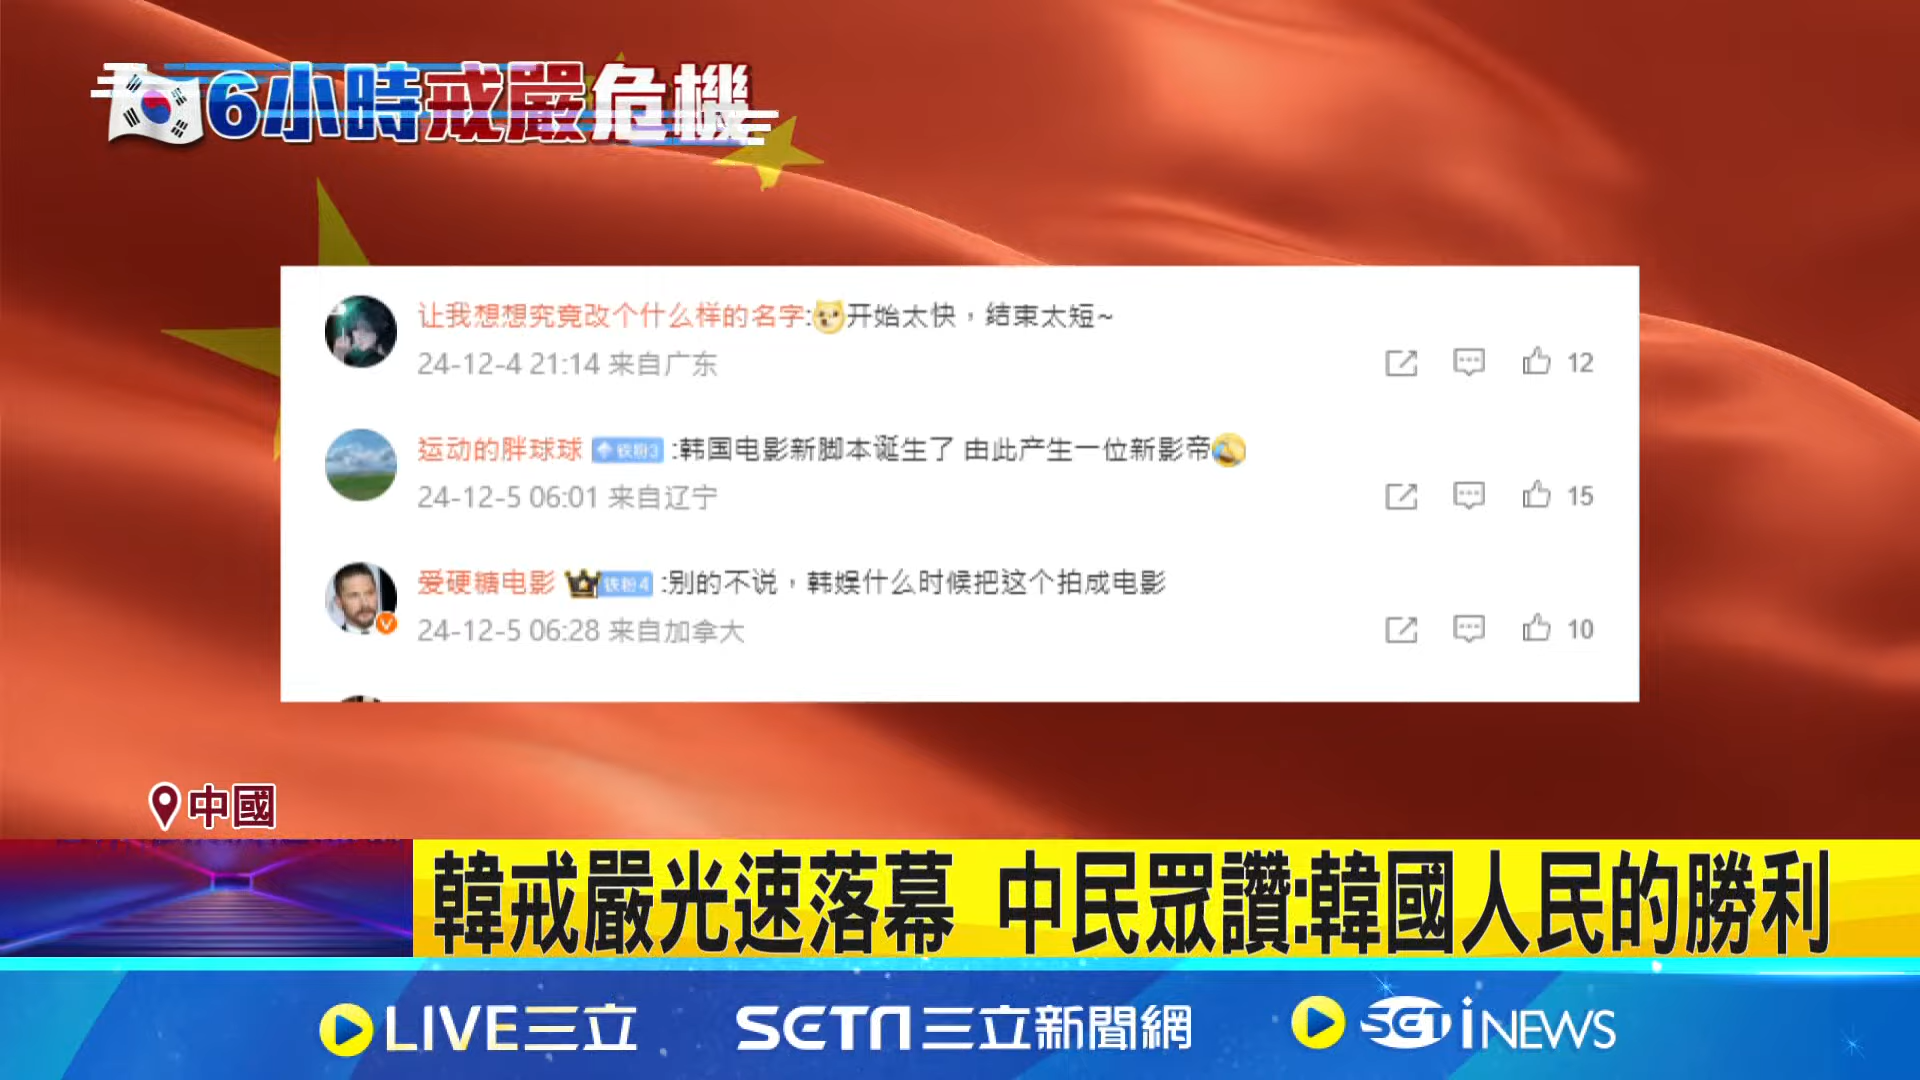 6小時戒嚴危機
让我想想究竟改个什么样的名字:开始太快，结束太短~
24-12-4 21:14 来自广东
12
运动的胖球球 铁粉3 :韩国电影新脚本诞生了 由此产生一位新影帝
24-12-5 06:01 来自辽宁
15
爱硬糖电影 铁粉4 :别的不说，韩娱什么时候把这个拍成电影
24-12-5 06:28 来自加拿大
10
中國
韓戒嚴光速落幕 中民眾讚:韓國人民的勝利
LIVE三立 SETN三立新聞網 SETiNEWS